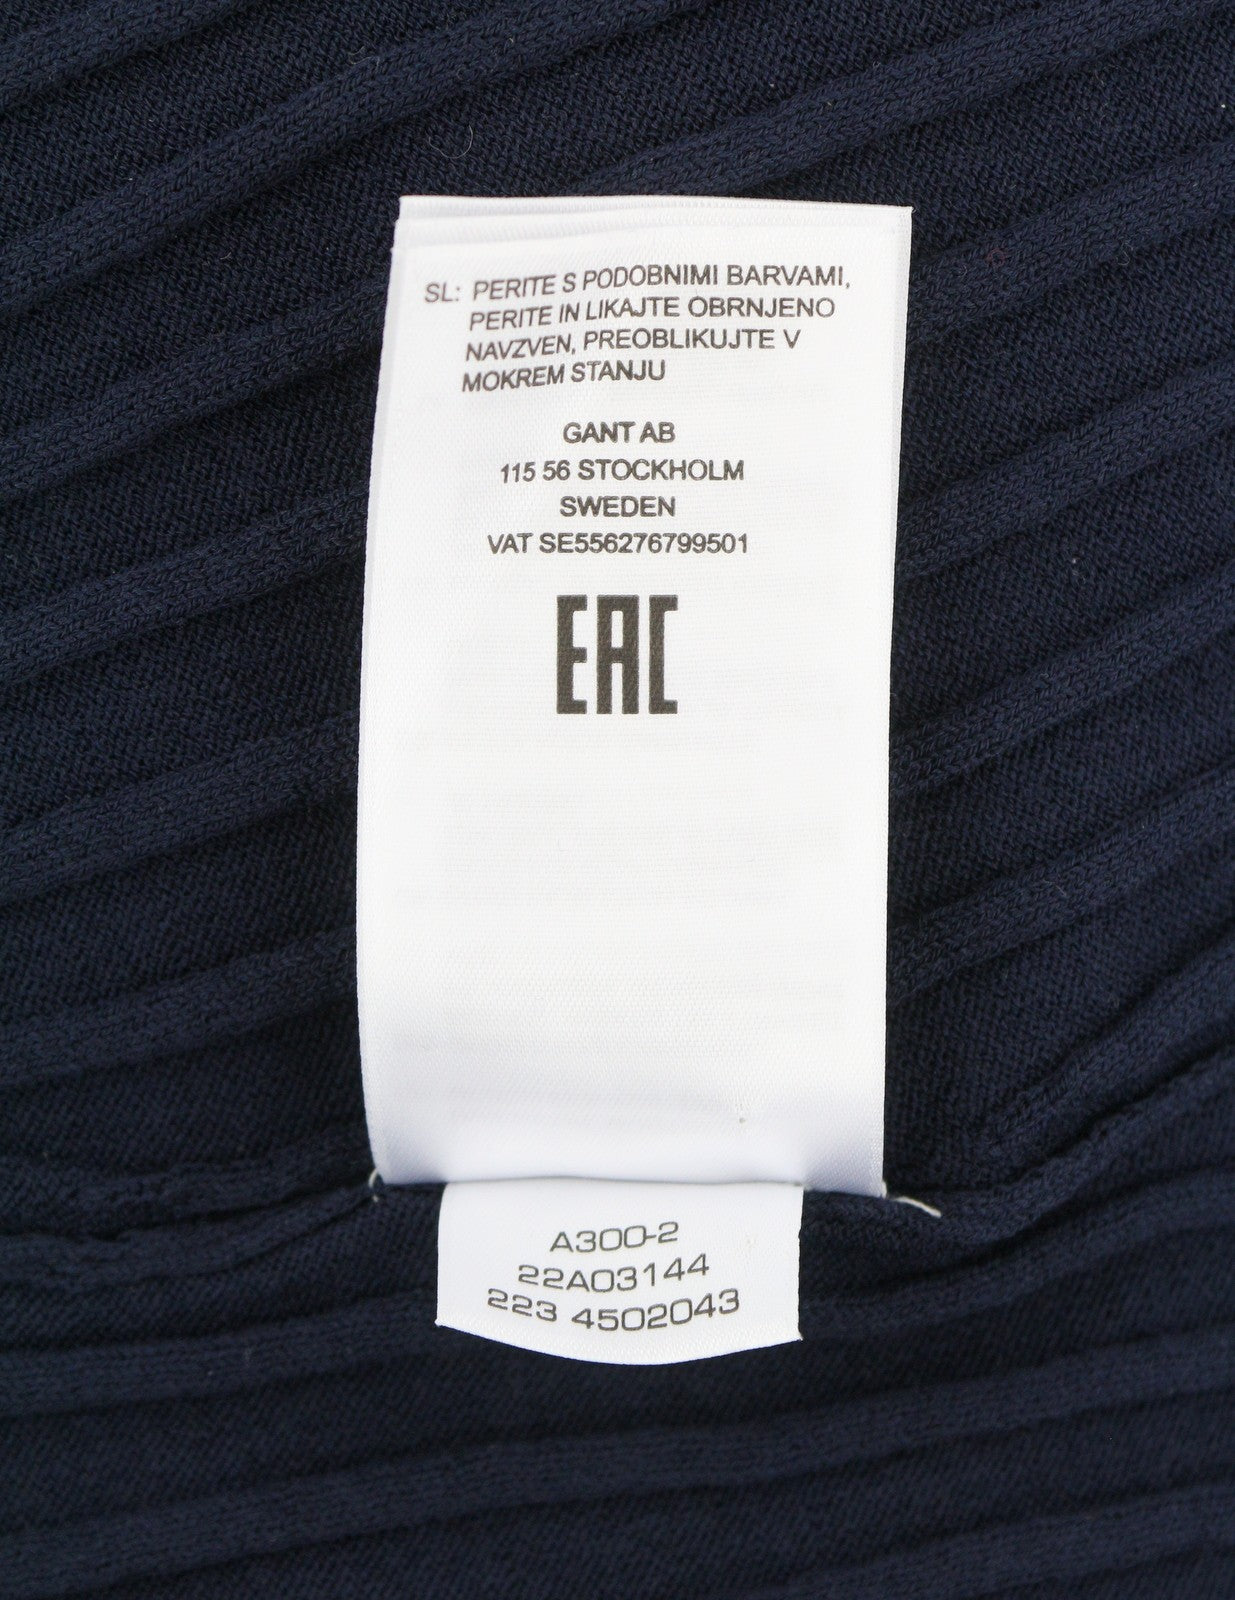 SL: PERITE S PODOBNIMI BARVAMI,
PERITE IN LIKAJTE OBRNJENO
NAVZVEN, PREOBLIKUJTE V
MOKREM STANJU
GANT AB
115 56 STOCKHOLM
SWEDEN
VAT SE556276799501
EAC
A300-2
22A03144
223 4502043